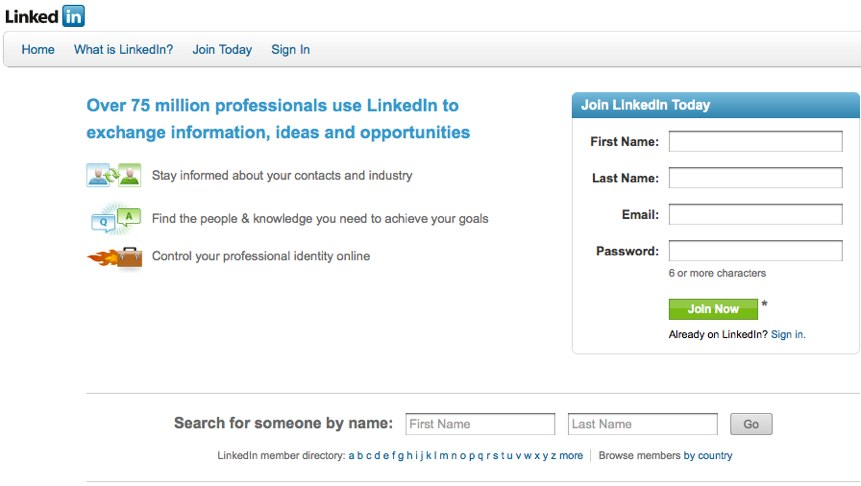 Linked in
Home What is LinkedIn? Join Today Sign In
Over 75 million professionals use LinkedIn to
exchange information, ideas and opportunities
Stay informed about your contacts and industry
Q A
Find the people & knowledge you need to achieve your goals
Control your professional identity online
Join LinkedIn Today
First Name:
Last Name:
Email:
Password:
6 or more characters
Join Now *
Already on LinkedIn? Sign in.
Search for someone by name: First Name Last Name Go
LinkedIn member directory: a b c d e f g h i j k l m n o p q r s t u v w x y z more | Browse members by country